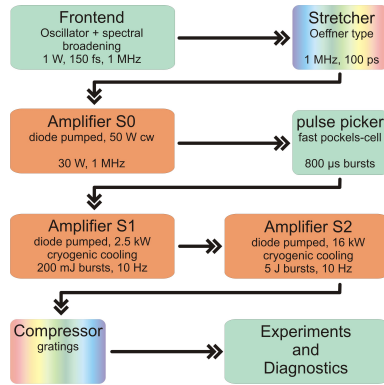 Frontend
Oscillator + spectral
broadening
1 W, 150 fs, 1 MHz
Stretcher
Oeffner type
1 MHz, 100 ps
Amplifier S0
diode pumped, 50 W cw
30 W, 1 MHz
pulse picker
fast pockels-cell
800 µs bursts
Amplifier S1
diode pumped, 2.5 kW
cryogenic cooling
200 mJ bursts, 10 Hz
Amplifier S2
diode pumped, 16 kW
cryogenic cooling
5 J bursts, 10 Hz
Compressor
gratings
Experiments
and
Diagnostics